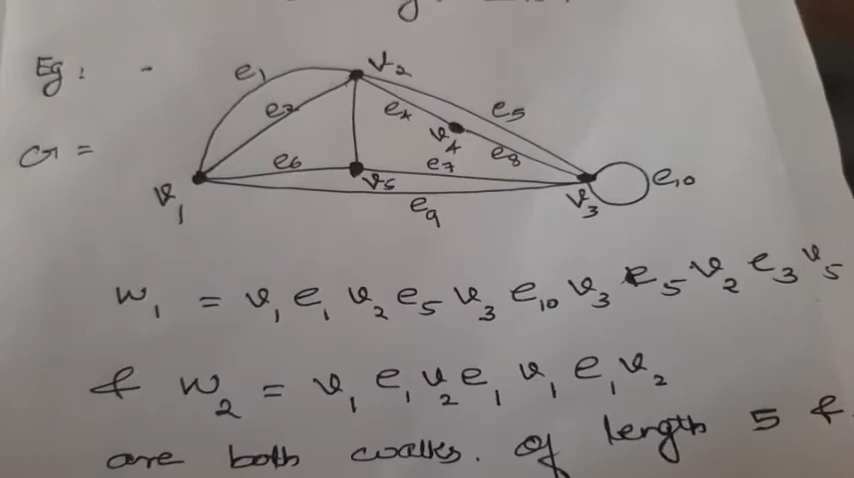 Eg: -
G =
e1 v2
e2 e4 e5
v4
e6 e7 e8
v1 v5 v3 e10
e9
w1 = v1 e1 v2 e5 v3 e10 v3 e5 v2 e3 v5
& w2 = v1 e1 v2 e1 v1 e1 v2
are both walks. of length 5 &